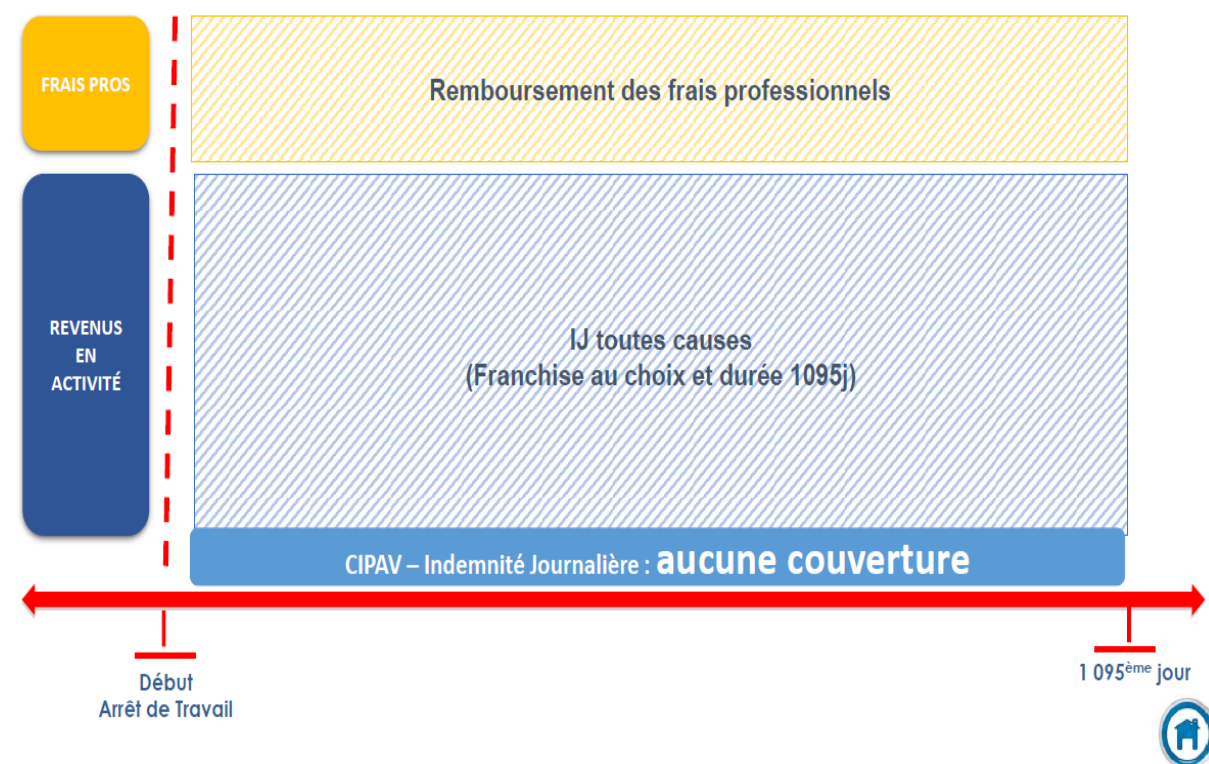 FRAIS PROS
Remboursement des frais professionnels
REVENUS
EN
ACTIVITÉ
IJ toutes causes
(Franchise au choix et durée 1095j)
CIPAV – Indemnité Journalière : aucune couverture
Début
Arrêt de Travail
1 095ème jour